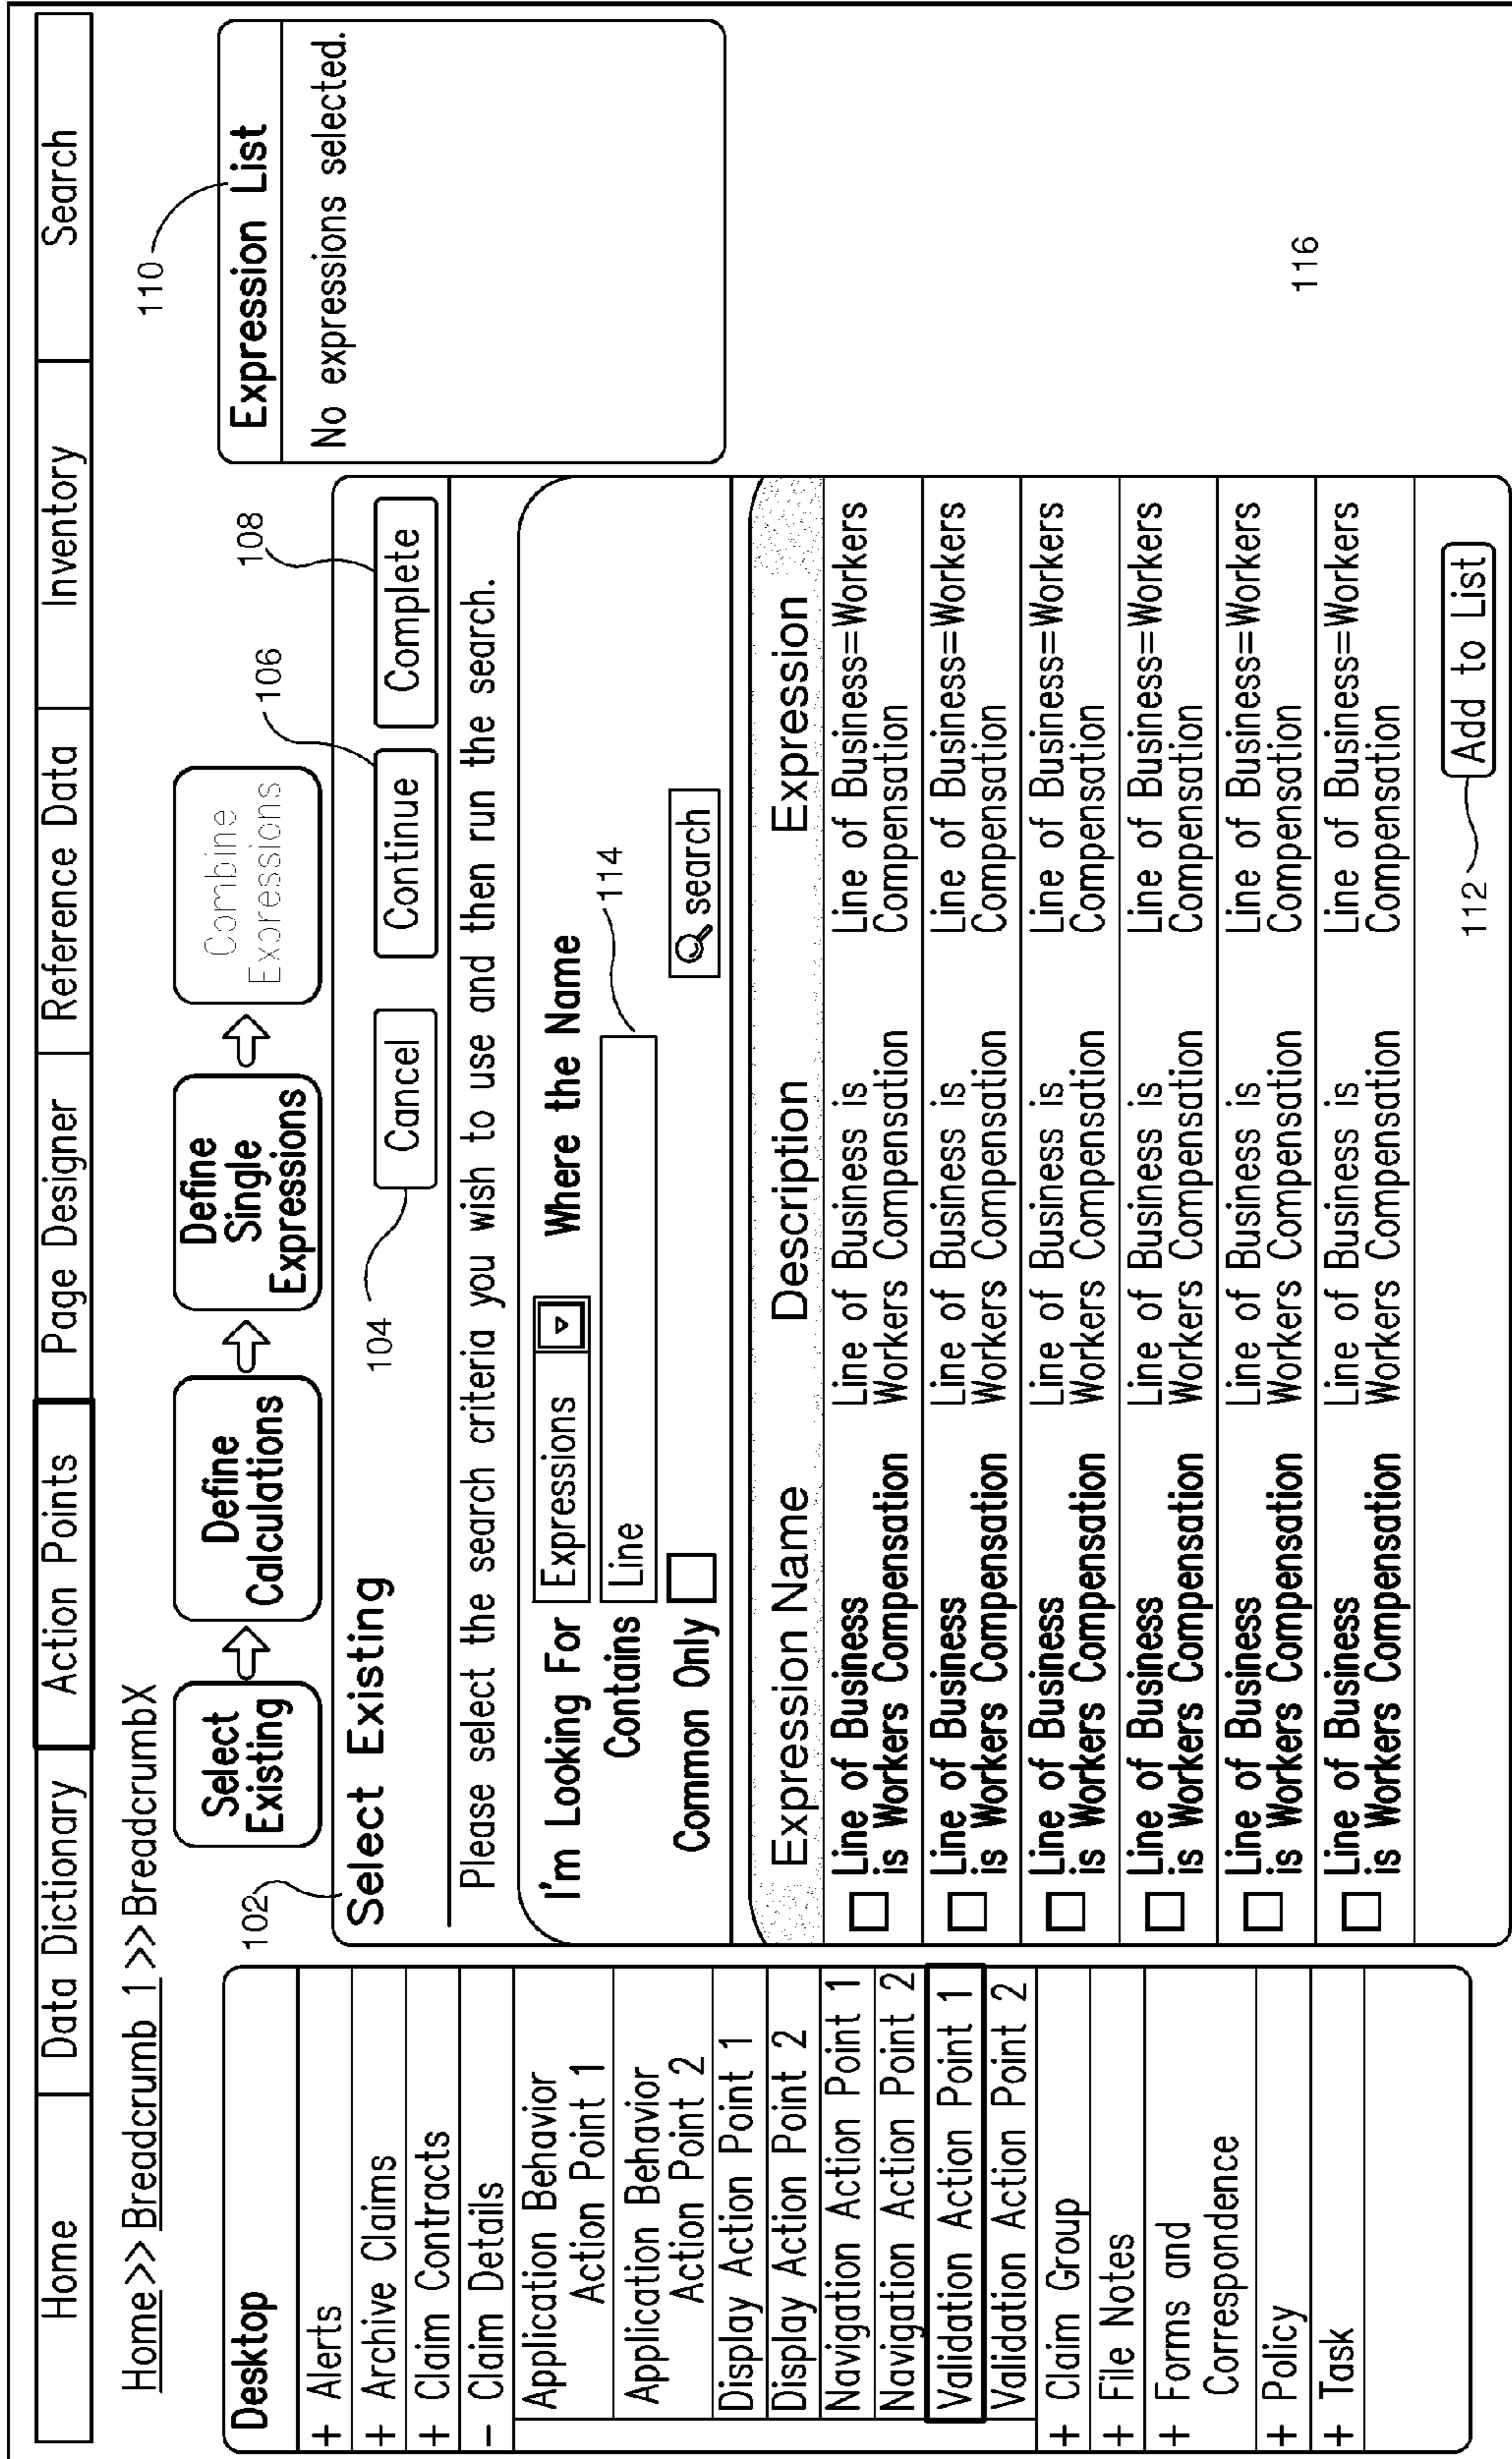 Home
Data Dictionary
Action Points
Page Designer
Reference Data
Inventory
Search
Home>> Breadcrumb 1 >>BreadcrumbX
Desktop
+ Alerts
+ Archive Claims
+ Claim Contracts
- Claim Details
Application Behavior
Action Point 1
Application Behavior
Action Point 2
Display Action Point 1
Display Action Point 2
Navigation Action Point 1
Navigation Action Point 2
Validation Action Point 1
Validation Action Point 2
+ Claim Group
+ File Notes
+ Forms and
Correspondence
+ Policy
+ Task
Select
Existing
Define
Calculations
Define
Single
Expressions
Combine
Expressions
102
Select Existing
104
Cancel
106
Continue
108
Complete
Please select the search criteria you wish to use and then run the search.
I'm Looking For
Expressions
Where the Name
Contains
Line
114
Common Only
search
Expression Name
Description
Expression
Line of Business
is Workers Compensation
Line of Business is
Workers Compensation
Line of Business=Workers
Compensation
Line of Business
is Workers Compensation
Line of Business is
Workers Compensation
Line of Business=Workers
Compensation
Line of Business
is Workers Compensation
Line of Business is
Workers Compensation
Line of Business=Workers
Compensation
Line of Business
is Workers Compensation
Line of Business is
Workers Compensation
Line of Business=Workers
Compensation
Line of Business
is Workers Compensation
Line of Business is
Workers Compensation
Line of Business=Workers
Compensation
Line of Business
is Workers Compensation
Line of Business is
Workers Compensation
Line of Business=Workers
Compensation
112
Add to List
110
Expression List
No expressions selected.
116